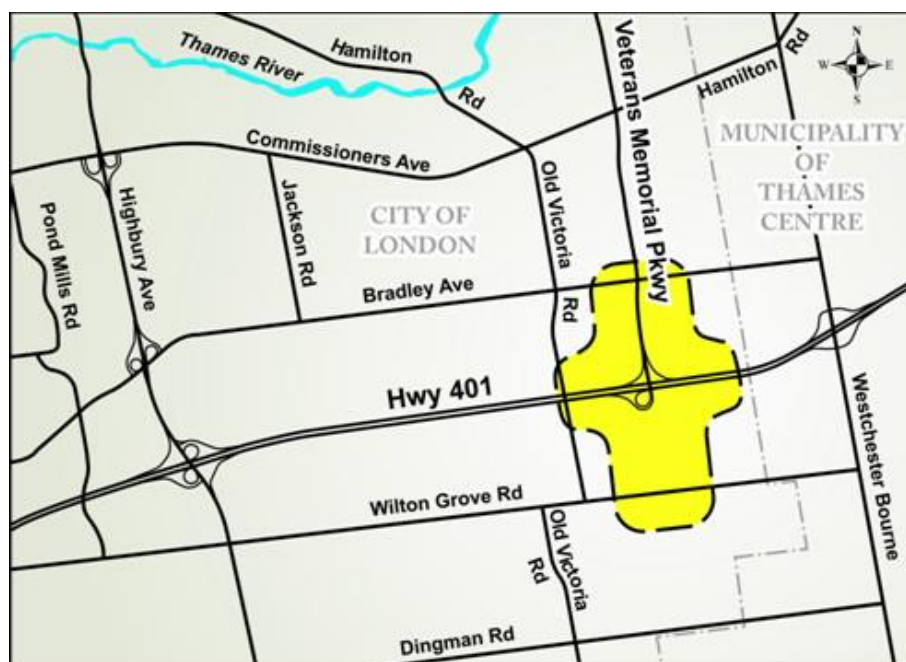 Thames River
Hamilton
Rd
Veterans Memorial Pkwy
Hamilton
Rd
N
W
E
S
Commissioners Ave
MUNICIPALITY
OF
THAMES
CENTRE
Pond Mills Rd
Highbury Ave
Jackson Rd
CITY OF
LONDON
Old Victoria
Rd
Bradley Ave
Hwy 401
Westchester Bourne
Wilton Grove Rd
Old Victoria
Rd
Dingman Rd